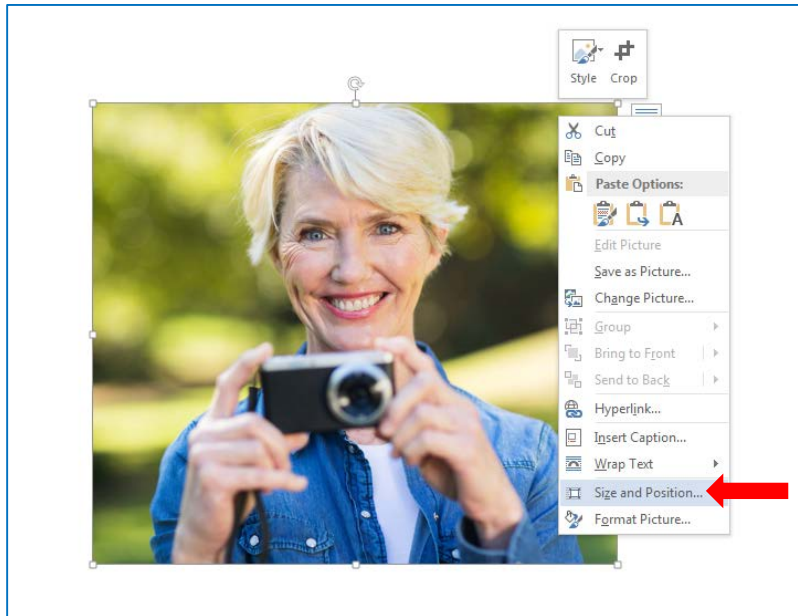 Style Crop
Cut
Copy
Paste Options:
A
Edit Picture
Save as Picture...
Change Picture...
Group
Bring to Front
Send to Back
Hyperlink...
Insert Caption...
Wrap Text
Size and Position...
Format Picture...